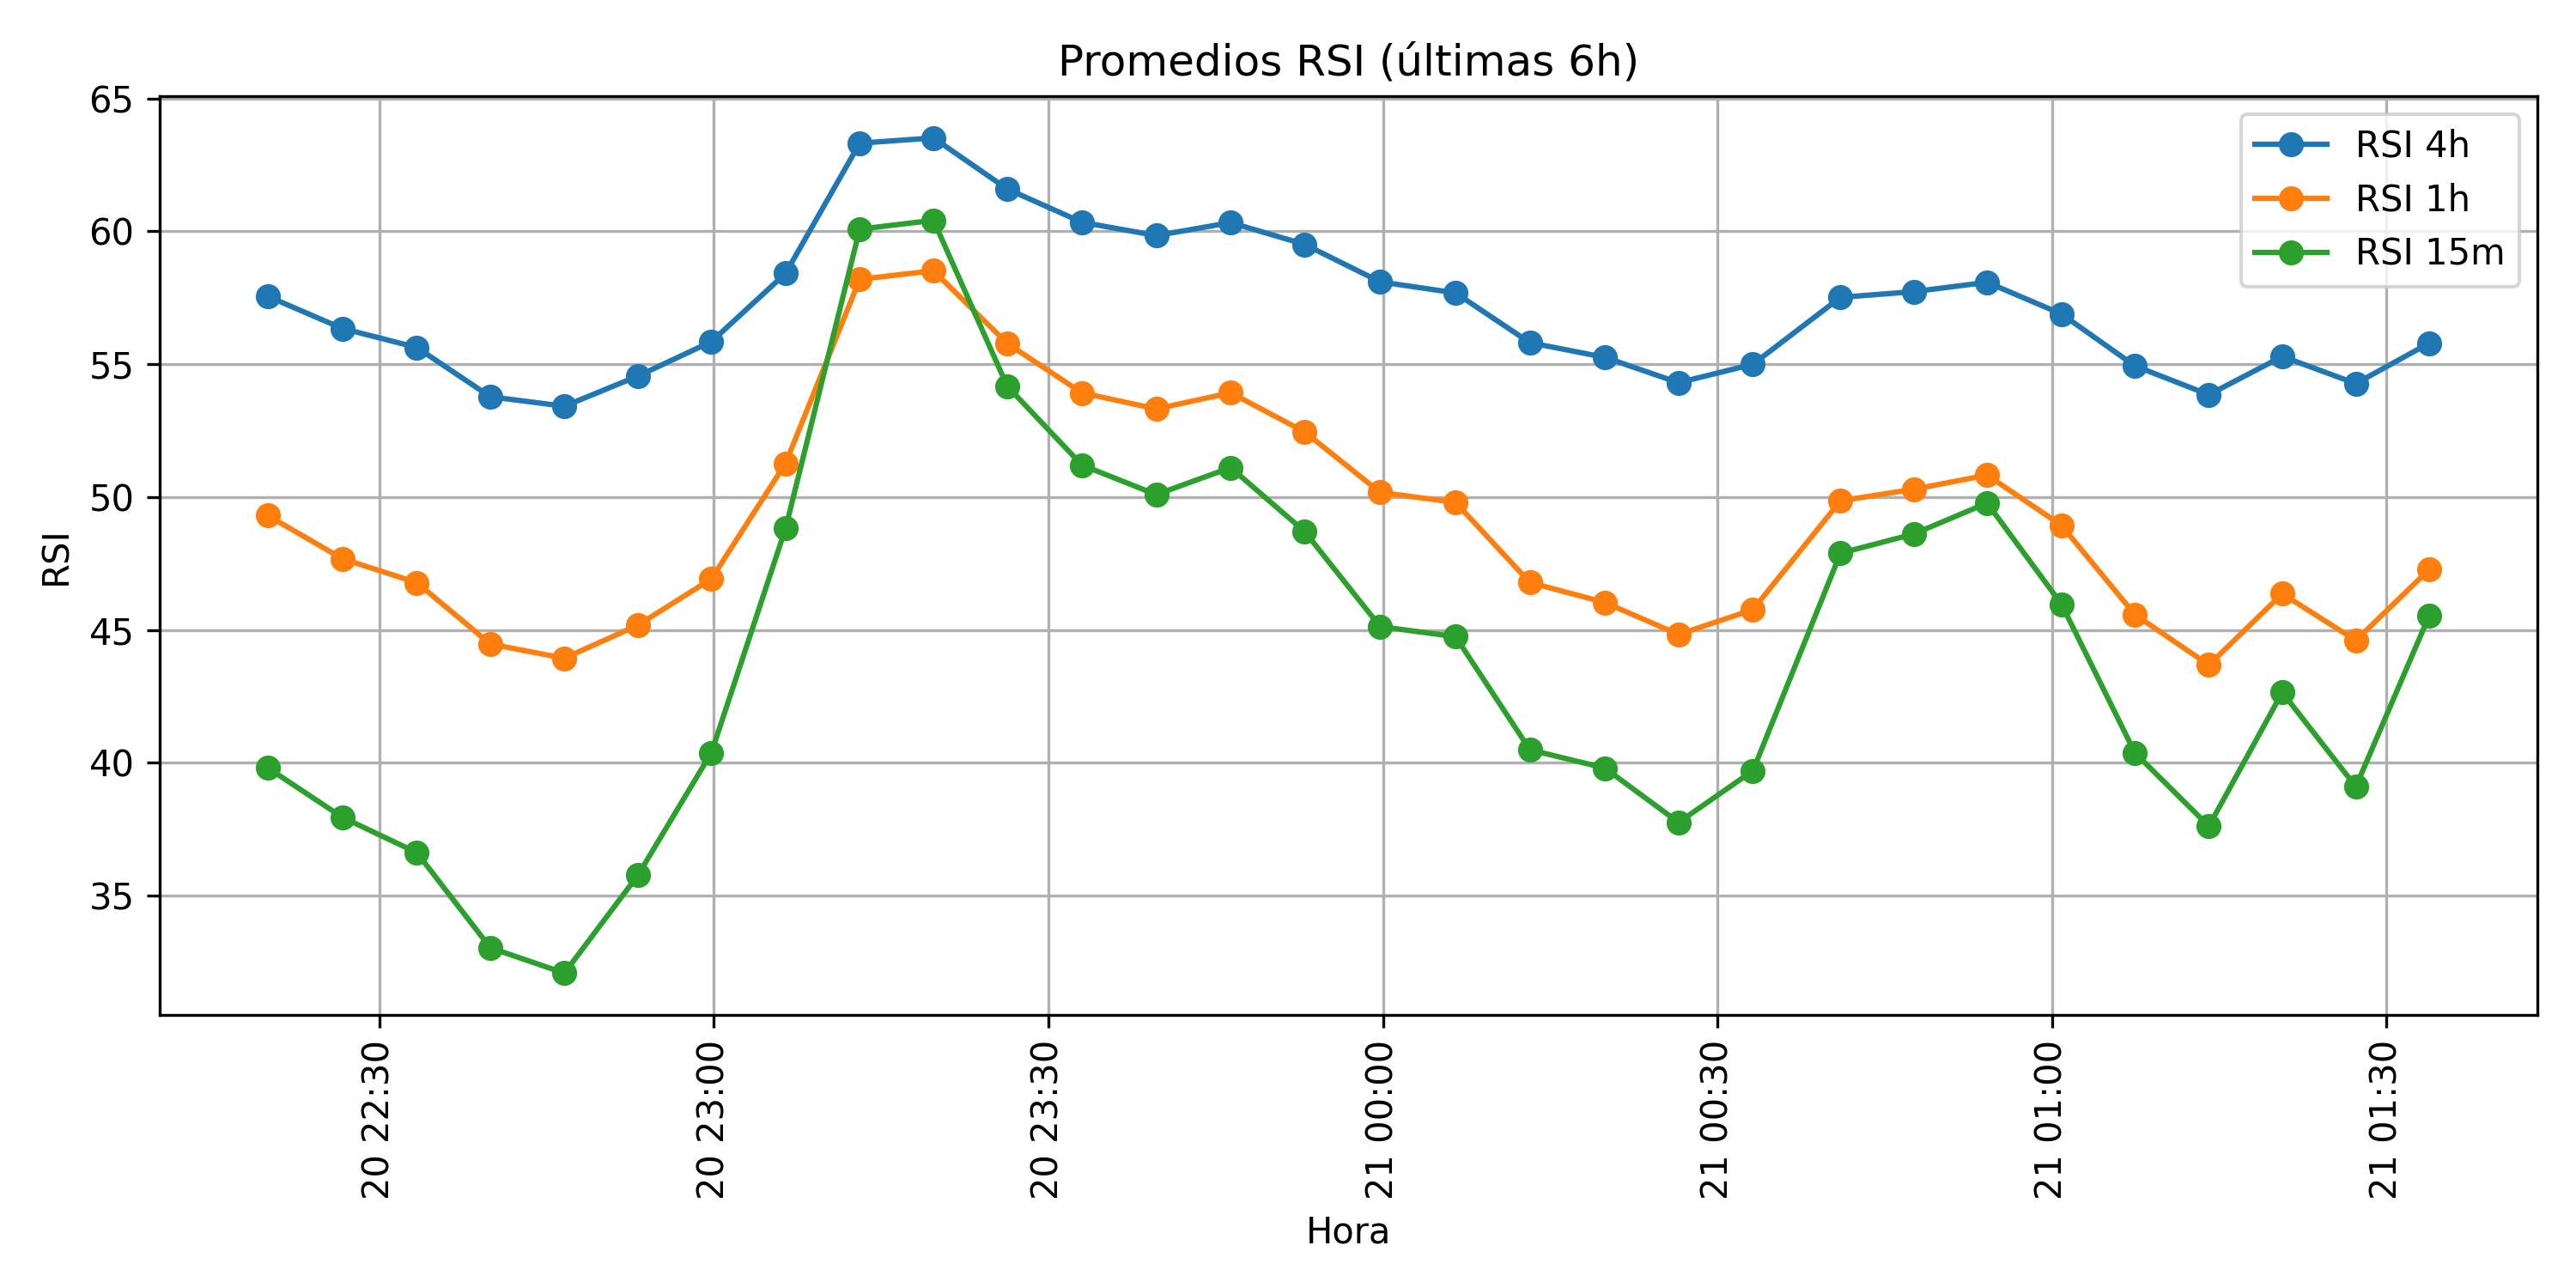 Promedios RSI (últimas 6h)
65
60
55
50
45
40
35
RSI
RSI 4h
RSI 1h
RSI 15m
20 22:30
20 23:00
20 23:30
21 00:00
21 00:30
21 01:00
21 01:30
Hora